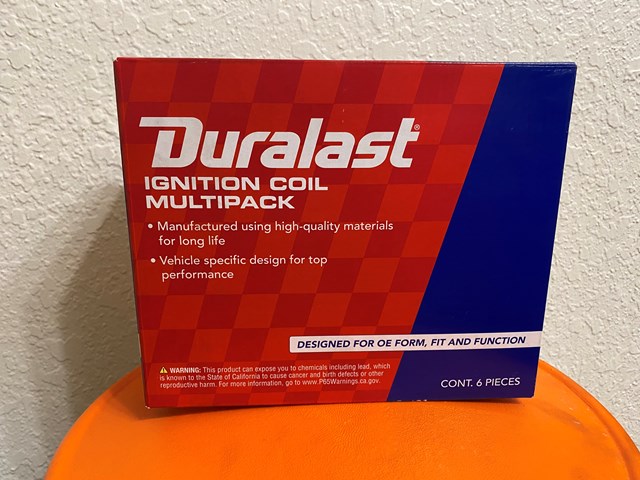 Duralast®
IGNITION COIL
MULTIPACK
• Manufactured using high-quality materials
for long life
• Vehicle specific design for top
performance
DESIGNED FOR OE FORM, FIT AND FUNCTION
⚠ WARNING: This product can expose you to chemicals including lead, which
is known to the State of California to cause cancer and birth defects or other
reproductive harm. For more information, go to www.P65Warnings.ca.gov.
CONT. 6 PIECES